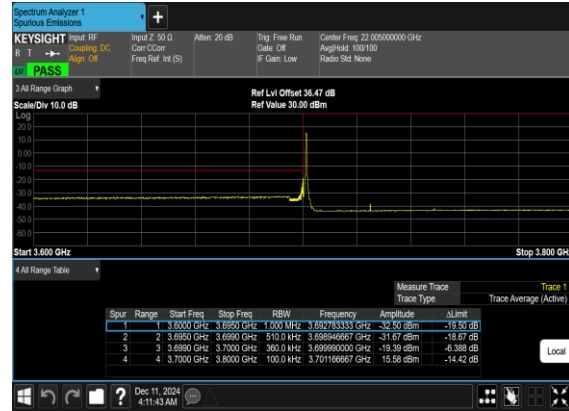 Spectrum Analyzer 1
Spurious Emissions
+
KEYSIGHT
R T
LW PASS
Input: RF
Coupling: DC
Align: Off
Input Z: 50 Ω
Corr CCorr
Freq Ref: Int (S)
Atten: 20 dB
Trig: Free Run
Gate: Off
IF Gain: Low
Center Freq: 22.005000000 GHz
Avg|Hold: 100/100
Radio Std: None
3 All Range Graph
Scale/Div 10.0 dB
Ref Lvl Offset 36.47 dB
Ref Value 30.00 dBm
Log
20.0
10.0
0.00
-10.0
-20.0
-30.0
-40.0
-50.0
-60.0
Start 3.600 GHz
Stop 3.800 GH
4 All Range Table
Measure Trace Trace 1
Trace Type Trace Average (Active)
Spur Range Start Freq Stop Freq RBW Frequency Amplitude ΔLimit
1 1 3.6000 GHz 3.6950 GHz 1.000 MHz 3.692783333 GHz -32.50 dBm -19.50 dB
2 2 3.6950 GHz 3.6990 GHz 510.0 kHz 3.698946667 GHz -31.67 dBm -18.67 dB
3 3 3.6990 GHz 3.7000 GHz 360.0 kHz 3.699990000 GHz -19.39 dBm -6.388 dB
4 4 3.7000 GHz 3.8000 GHz 100.0 kHz 3.701166667 GHz 15.58 dBm -14.42 dB
Local
?
Dec 11, 2024
4:11:43 AM